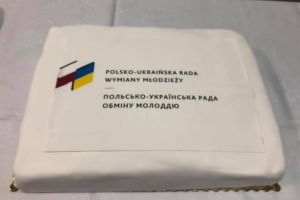 POLSKO-UKRAIŃSKA RADA
WYMIANY MŁODZIEŻY
ПОЛЬСЬКО-УКРАЇНСЬКА РАДА
ОБМІНУ МОЛОДДЮ